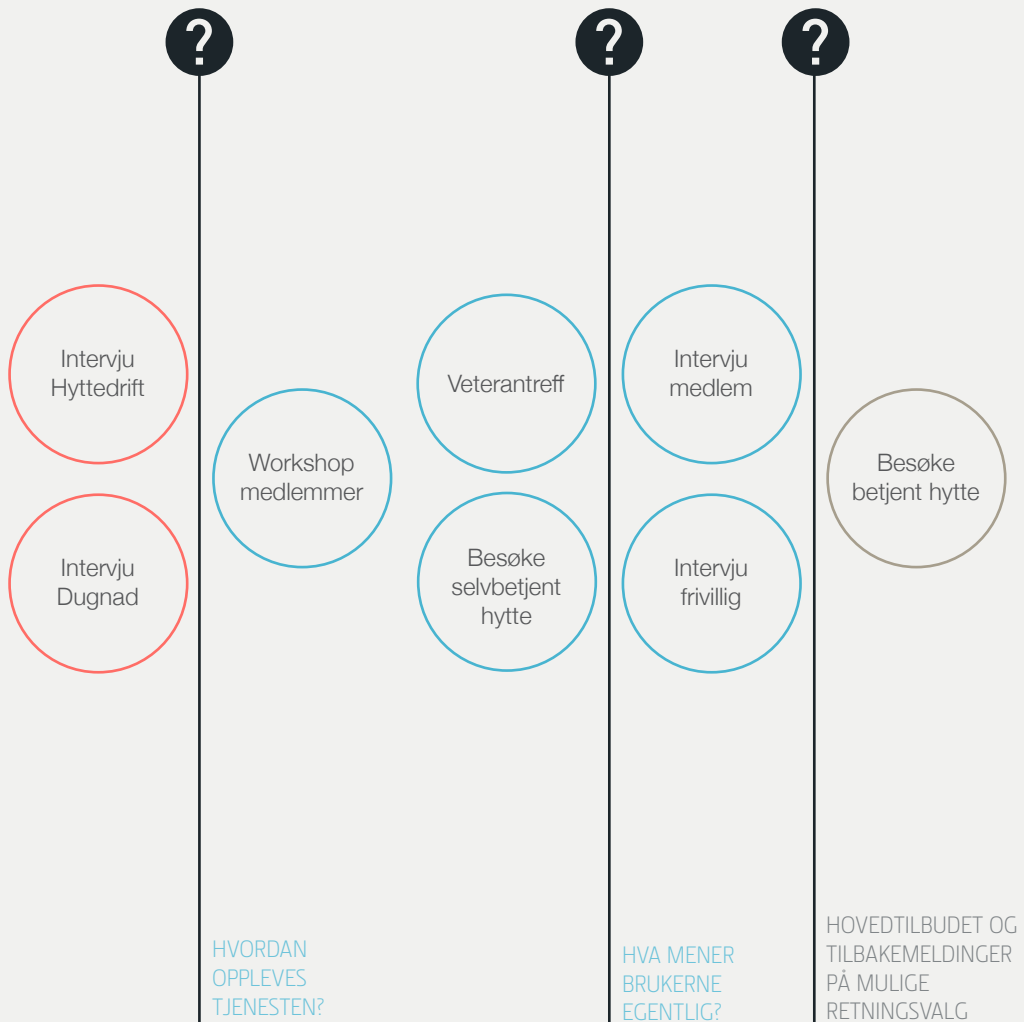 ?
?
?
Intervju
Hyttedrift
Intervju
Dugnad
Workshop
medlemmer
Veterantreff
Besøke
selvbetjent
hytte
Intervju
medlem
Intervju
frivillig
Besøke
betjent hytte
HVORDAN
OPPLEVES
TJENESTEN?
HVA MENER
BRUKERNE
EGENTLIG?
HOVEDTILBUDET OG
TILBAKEMELDINGER
PÅ MULIGE
RETNINGSVALG